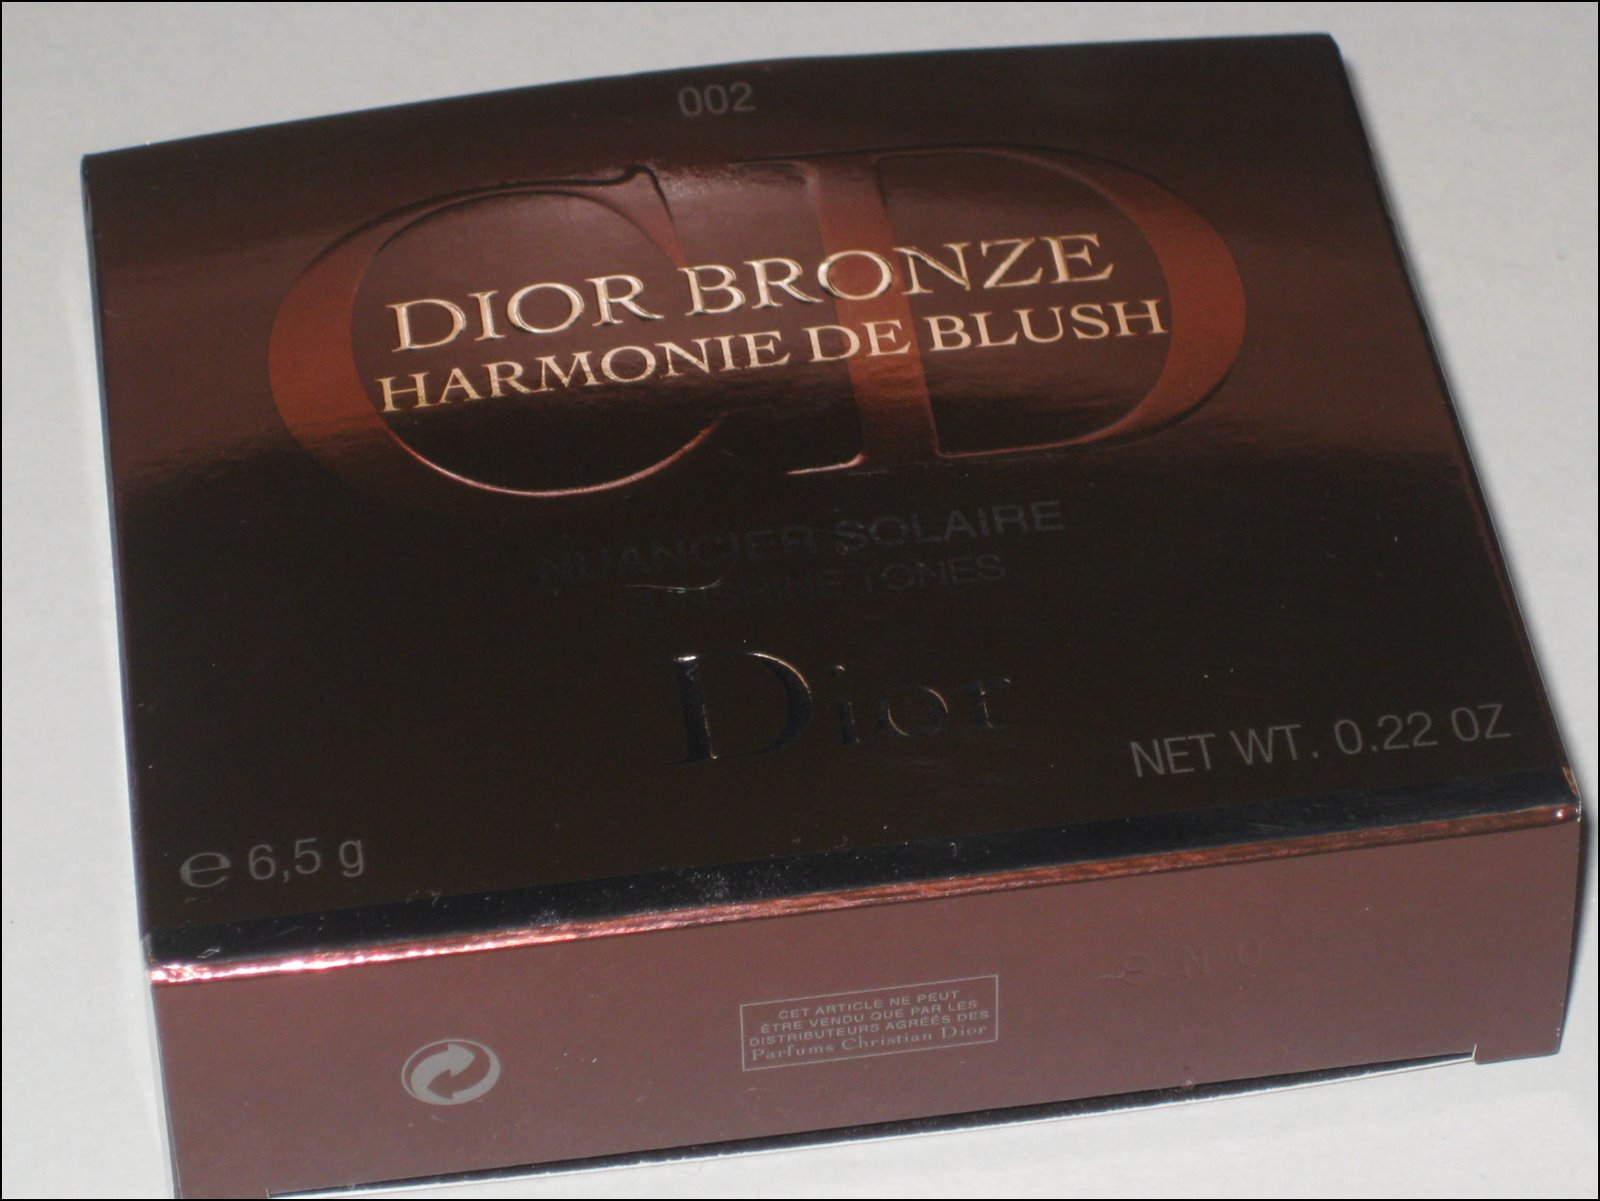 002
CD
DIOR BRONZE
HARMONIE DE BLUSH
NUANCIER SOLAIRE
SUNSHINE TONES
Dior
NET WT. 0.22 OZ
℮ 6,5 g
CET ARTICLE NE PEUT
ÊTRE VENDU QUE PAR LES
DISTRIBUTEURS AGRÉÉS DES
Parfums Christian Dior